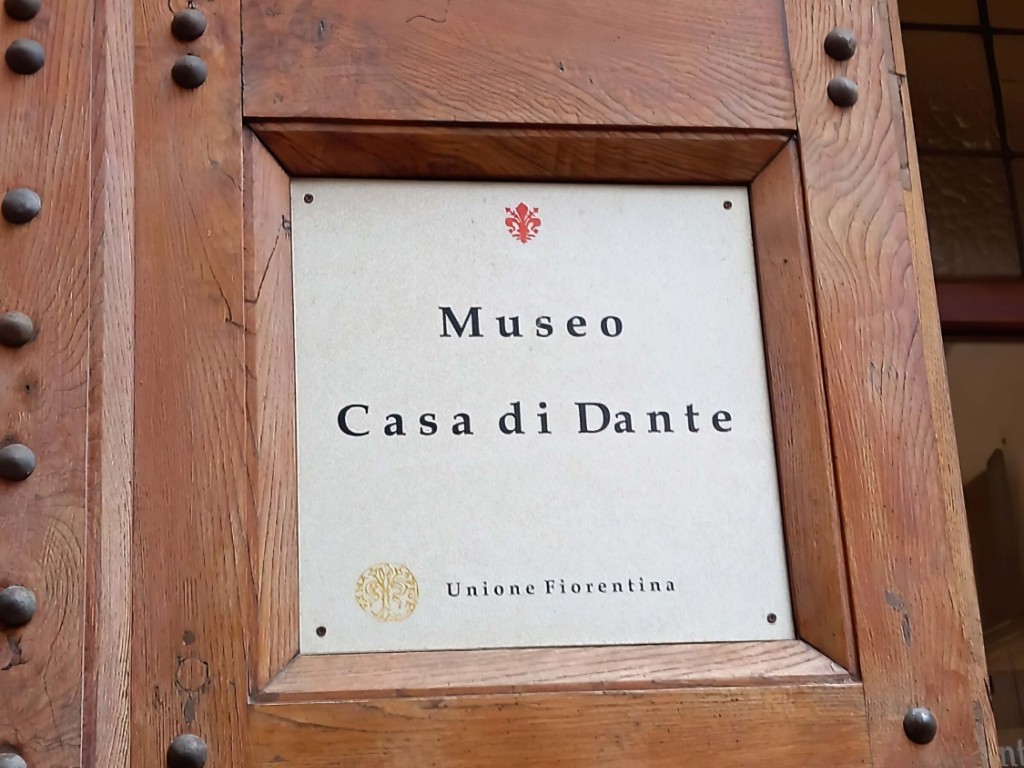 Museo
Casa di Dante
Unione Fiorentina